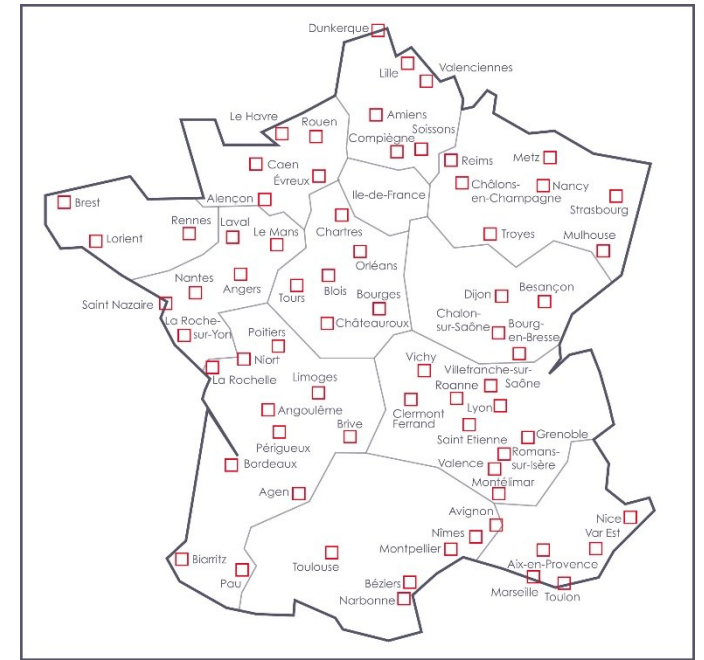 Dunkerque
Lille
Valenciennes
Amiens
Le Havre
Rouen
Soissons
Compiègne
Caen
Évreux
Reims
Metz
Alençon
Ile-de-France
Châlons-
en-Champagne
Nancy
Strasbourg
Brest
Rennes
Laval
Le Mans
Chartres
Lorient
Troyes
Mulhouse
Orléans
Nantes
Angers
Tours
Blois
Bourges
Dijon
Besançon
Saint Nazaire
La Roche-
sur-Yon
Châteauroux
Chalon-
sur-Saône
Bourg-
en-Bresse
Poitiers
Niort
La Rochelle
Vichy
Villefranche-sur-
Saône
Limoges
Roanne
Lyon
Clermont
Ferrand
Angoulême
Brive
Saint Etienne
Grenoble
Périgueux
Romans-
sur-Isère
Bordeaux
Valence
Agen
Montélimar
Avignon
Nice
Nîmes
Var Est
Montpellier
Biarritz
Toulouse
Aix-en-Provence
Pau
Béziers
Marseille
Toulon
Narbonne